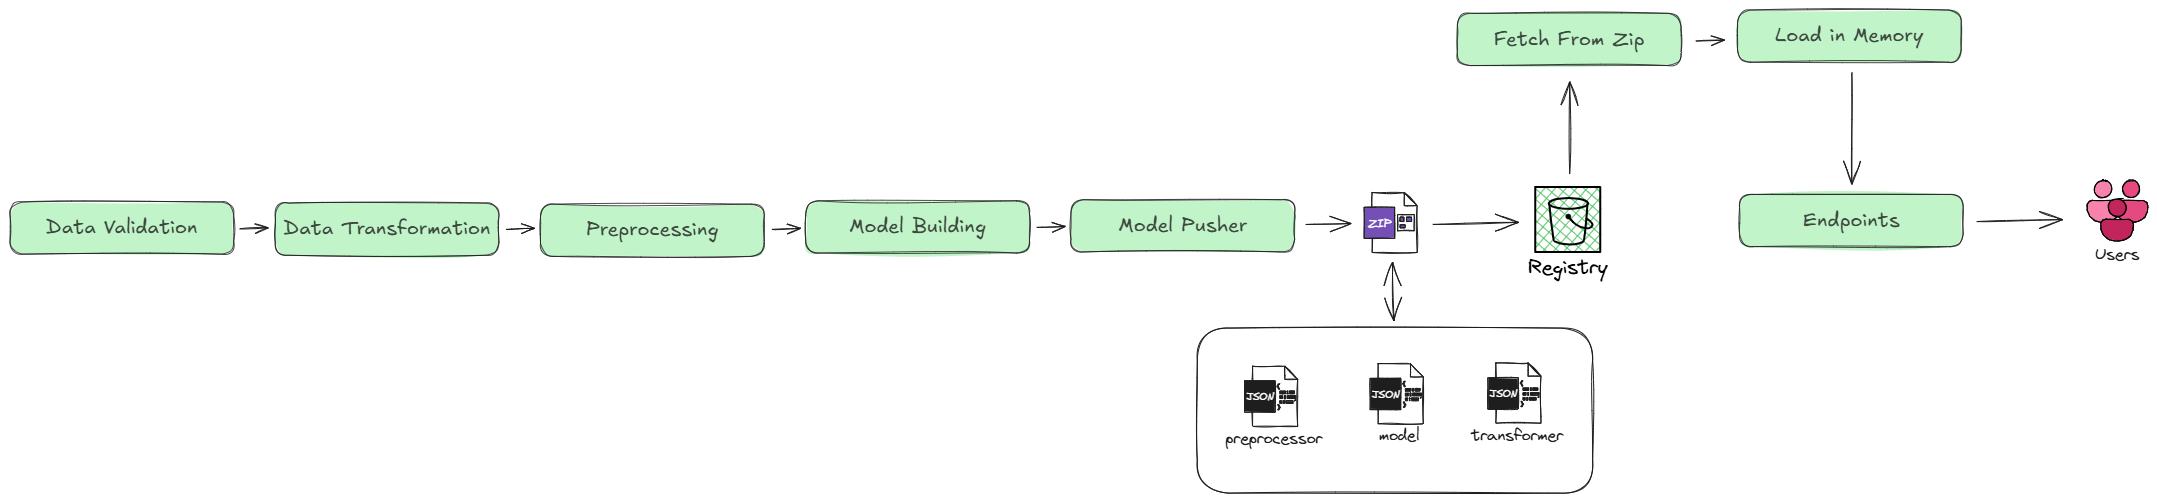 Fetch From Zip
Load in Memory
Data Validation
Data Transformation
Preprocessing
Model Building
Model Pusher
ZIP
Registry
Endpoints
Users
JSON
preprocessor
JSON
model
JSON
transformer